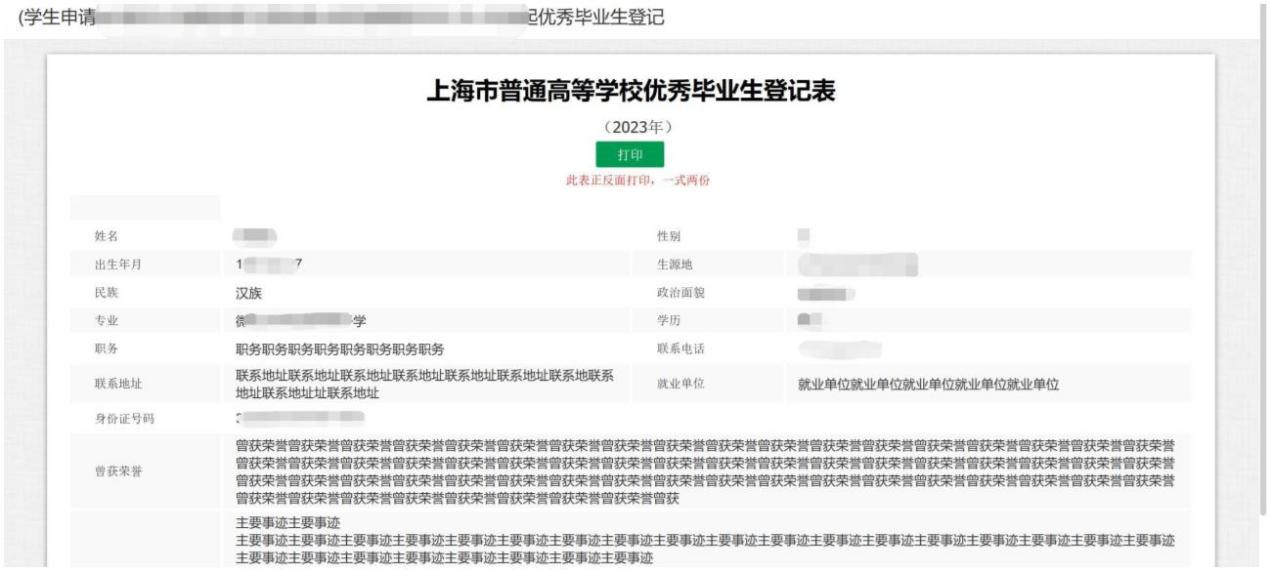 (学生申请 起优秀毕业生登记
上海市普通高等学校优秀毕业生登记表
（2023年）
打印
此表正反面打印，一式两份
姓名 性别
出生年月 1 7 生源地
民族 汉族 政治面貌
专业 学 学历
职务 职务职务职务职务职务职务职务职务 联系电话
联系地址联系地址联系地址联系地址联系地址联系地址联系地联系
联系地址 就业单位 就业单位就业单位就业单位就业单位就业单位
地址联系地址址联系地址
身份证号码
曾获荣誉曾获荣誉曾获荣誉曾获荣誉曾获荣誉曾获荣誉曾获荣誉曾获荣誉曾获荣誉曾获荣誉曾获荣誉曾获荣誉曾获荣誉曾获荣誉曾获荣誉曾获荣誉曾获荣誉曾获荣誉
曾获荣誉曾获荣誉曾获荣誉曾获荣誉曾获荣誉曾获荣誉曾获荣誉曾获荣誉曾获荣誉曾获荣誉曾获荣誉曾获荣誉曾获荣誉曾获荣誉曾获荣誉曾获荣誉曾获荣誉曾获荣誉
曾获荣誉
曾获荣誉曾获荣誉曾获荣誉曾获荣誉曾获荣誉曾获荣誉曾获荣誉曾获荣誉曾获荣誉曾获荣誉曾获荣誉曾获荣誉曾获荣誉曾获荣誉曾获荣誉曾获荣誉曾获荣誉曾获荣誉
曾获荣誉曾获荣誉曾获荣誉曾获荣誉曾获荣誉曾获荣誉曾获荣誉曾获荣誉曾获
主要事迹主要事迹
主要事迹主要事迹主要事迹主要事迹主要事迹主要事迹主要事迹主要事迹主要事迹主要事迹主要事迹主要事迹主要事迹主要事迹主要事迹主要事迹主要事迹主要事迹
主要事迹主要事迹主要事迹主要事迹主要事迹主要事迹主要事迹主要事迹